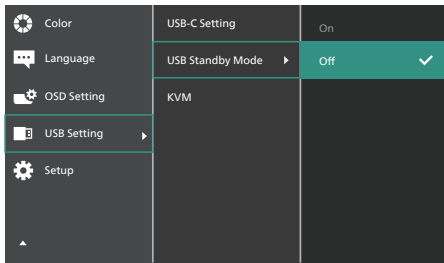 Color
Language
OSD Setting
USB Setting
Setup
USB-C Setting
USB Standby Mode
KVM
On
Off